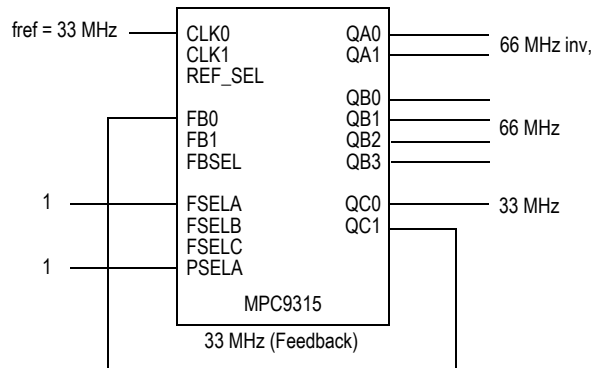 fref = 33 MHz
CLK0
CLK1
REF_SEL
FB0
FB1
FBSEL
1
FSELA
FSELB
FSELC
1
PSELA
QA0
QA1
66 MHz inv,
QB0
QB1
QB2
QB3
66 MHz
QC0
33 MHz
QC1
MPC9315
33 MHz (Feedback)